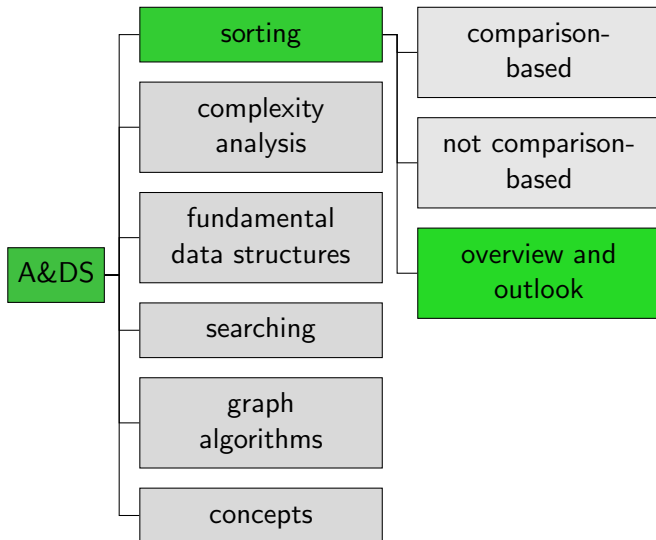 A&DS
sorting
complexity
analysis
fundamental
data structures
searching
graph
algorithms
concepts
comparison-
based
not comparison-
based
overview and
outlook